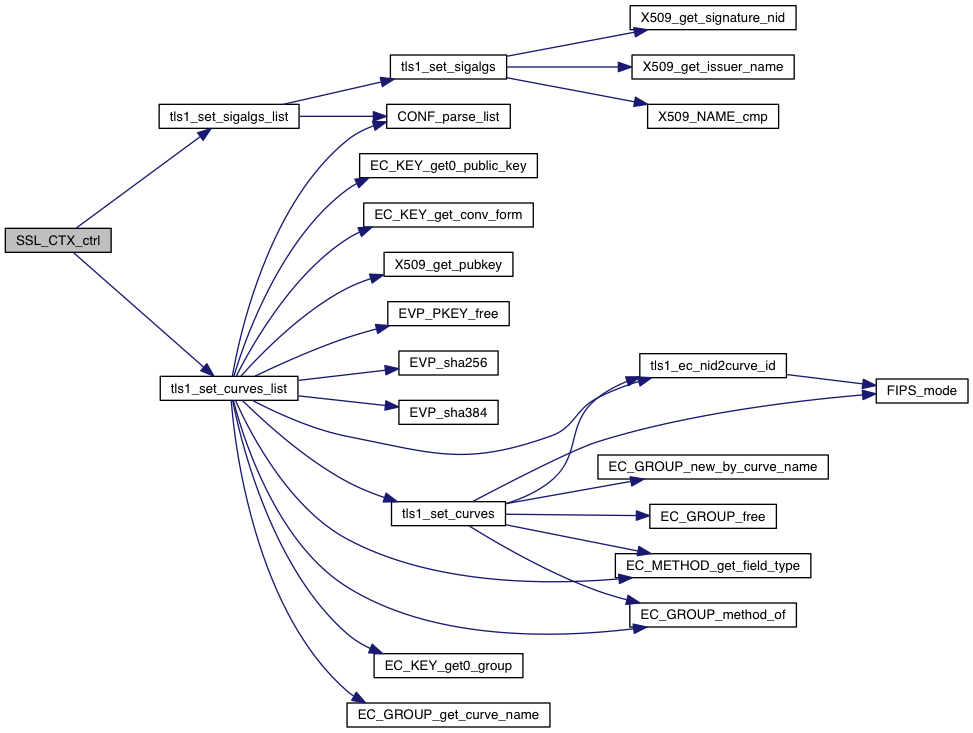 X509_get_signature_nid
tls1_set_sigalgs
X509_get_issuer_name
tls1_set_sigalgs_list
CONF_parse_list
X509_NAME_cmp
EC_KEY_get0_public_key
EC_KEY_get_conv_form
SSL_CTX_ctrl
X509_get_pubkey
EVP_PKEY_free
EVP_sha256
tls1_ec_nid2curve_id
tls1_set_curves_list
FIPS_mode
EVP_sha384
EC_GROUP_new_by_curve_name
tls1_set_curves
EC_GROUP_free
EC_METHOD_get_field_type
EC_GROUP_method_of
EC_KEY_get0_group
EC_GROUP_get_curve_name